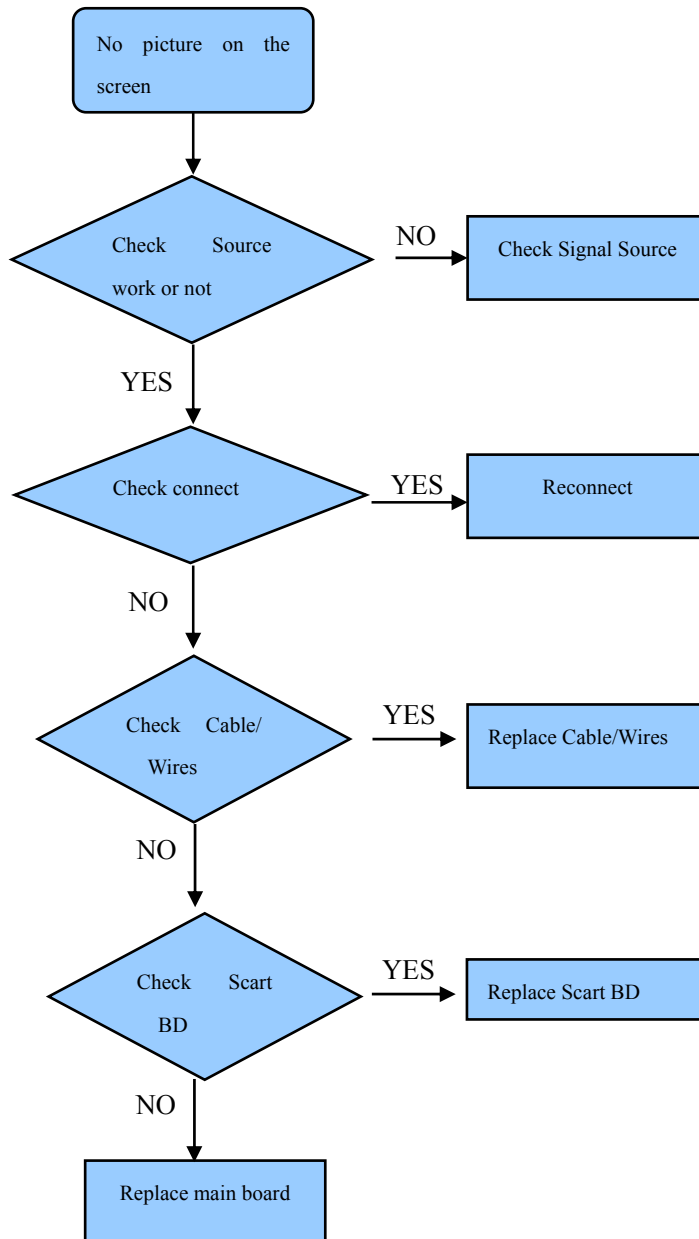 No picture on the
screen
Check Source
work or not
NO
Check Signal Source
YES
Check connect
YES
Reconnect
NO
Check Cable/
Wires
YES
Replace Cable/Wires
NO
Check Scart
BD
YES
Replace Scart BD
NO
Replace main board